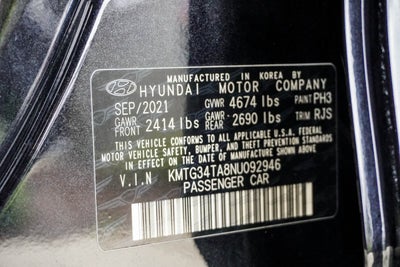 MANUFACTURED IN KOREA BY
HYUNDAI MOTOR COMPANY
SEP/2021 GVWR 4674 lbs PAINT PH3
GAWR FRONT 2414 lbs GAWR REAR 2690 lbs TRIM RJS
THIS VEHICLE CONFORMS TO ALL APPLICABLE U.S.A. FEDERAL
MOTOR VEHICLE SAFETY, BUMPER, AND THEFT PREVENTION STANDARDS
IN EFFECT ON THE DATE OF MANUFACTURE SHOWN ABOVE.
V.I.N KMTG34TA8NU092946
PASSENGER CAR